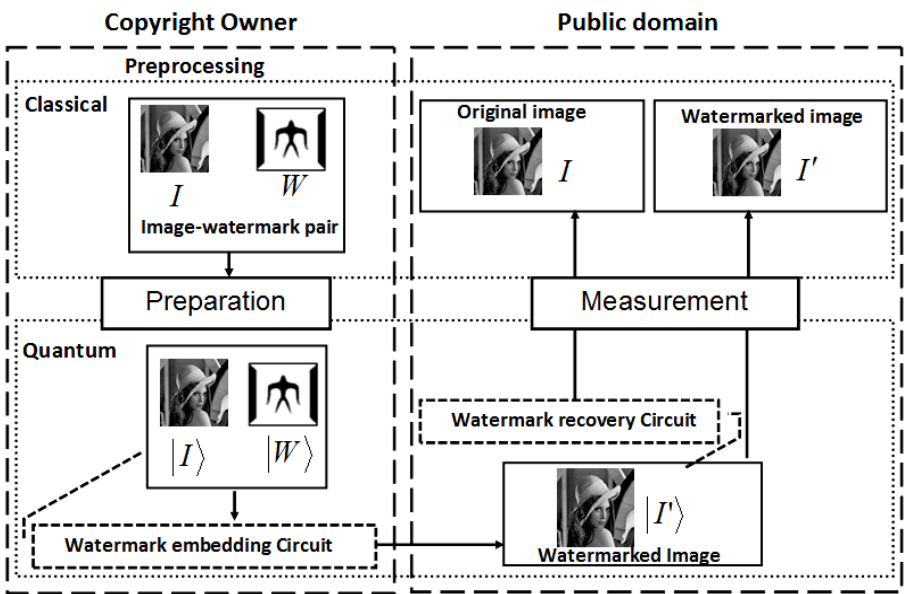 Copyright Owner
Public domain
Preprocessing
Classical
I
W
Image-watermark pair
Original image
I
Watermarked image
I′
Preparation
Measurement
Quantum
|I⟩
|W⟩
Watermark embedding Circuit
Watermark recovery Circuit
|I'⟩
Watermarked Image